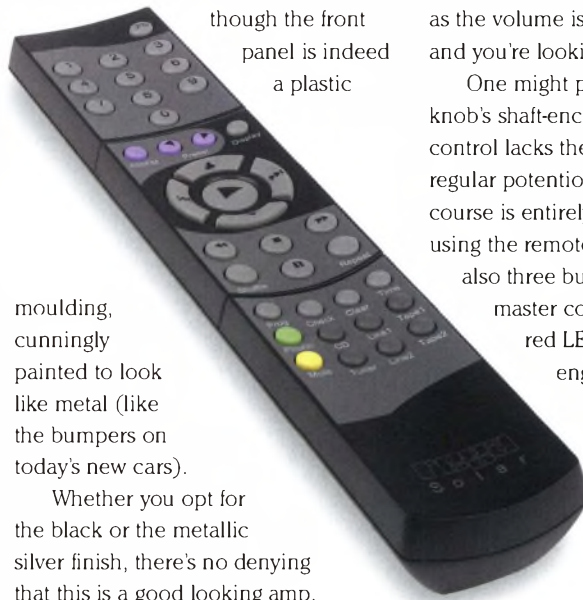 though the front
panel is indeed
a plastic
moulding,
cunningly
painted to look
like metal (like
the bumpers on
today's new cars).
Whether you opt for
the black or the metallic
silver finish, there's no denying
that this is a good looking amp,
as the volume is
and you're looki
One might p
knob's shaft-enc
control lacks the
regular potentio
course is entirel
using the remot
also three bu
master co
red LE
eng
Display
Repeat
Prog Check Clear Time
CD Line1 Tape1
Mute Tuner Line2 Tape2
Solar